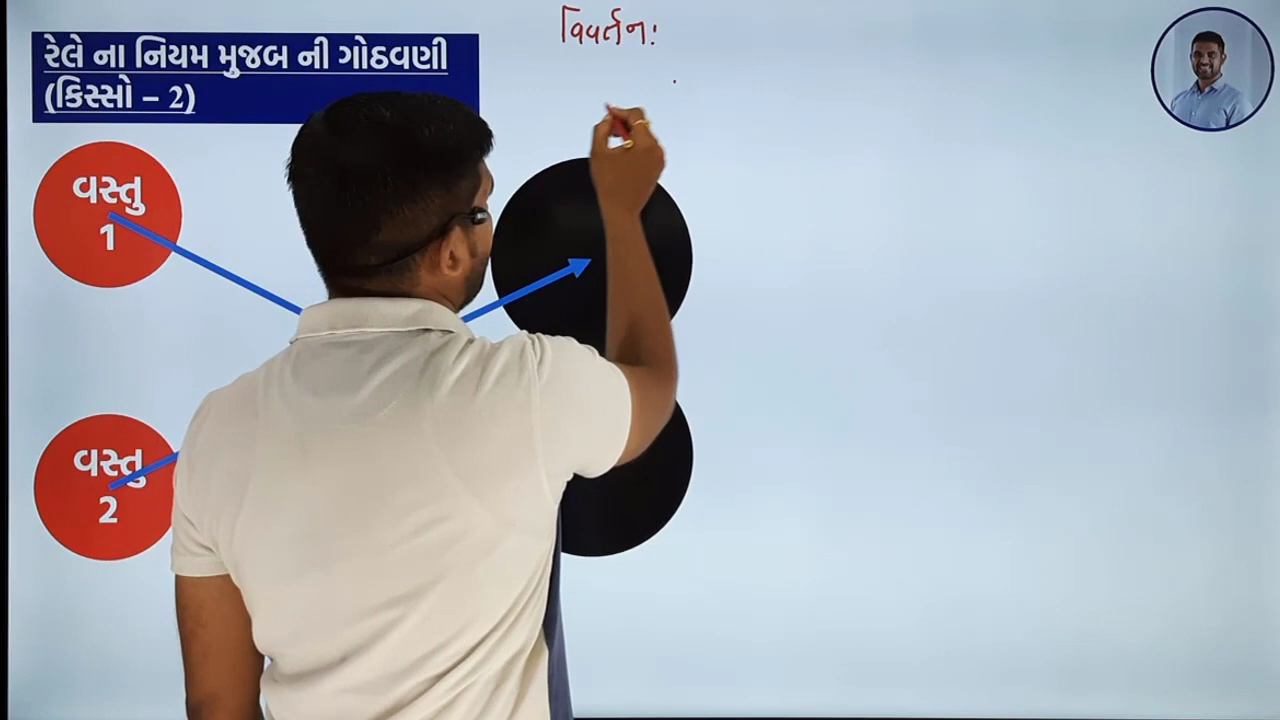 વિવર્તન:
રેલે ના નિયમ મુજબ ની ગોઠવણી
(કિસ્સો – 2)
વસ્તુ
1
વસ્તુ
2